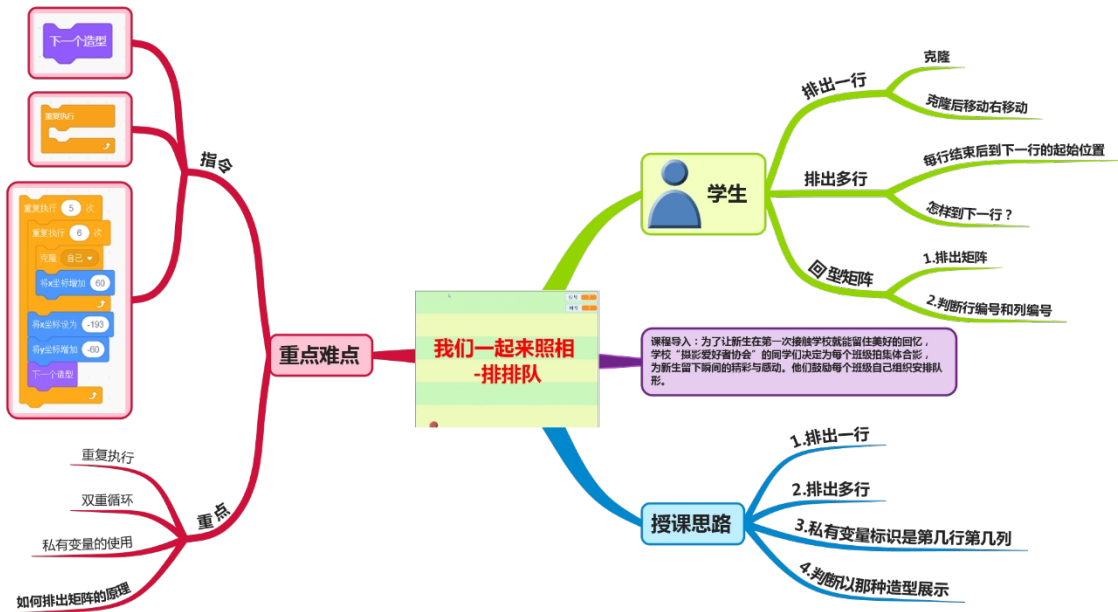 我们一起来照相
-排排队
重点难点
指令
下一个造型
重复执行
重复执行 5 次
重复执行 6 次
克隆 自己
将x坐标增加 60
将x坐标设为 -193
将y坐标增加 -60
下一个造型
重点
重复执行
双重循环
私有变量的使用
如何排出矩阵的原理
学生
排出一行
克隆
克隆后移动右移动
排出多行
每行结束后到下一行的起始位置
怎样到下一行？
回型矩阵
1.排出矩阵
2.判断行编号和列编号
课程导入：为了让新生在第一次接触学校就能留住美好的回忆，
学校“摄影爱好者协会”的同学们决定为每个班级拍集体合影，
为新生留下瞬间的精彩与感动。他们鼓励每个班级自己组织安排队
形。
授课思路
1.排出一行
2.排出多行
3.私有变量标识是第几行第几列
4.判断以那种造型展示